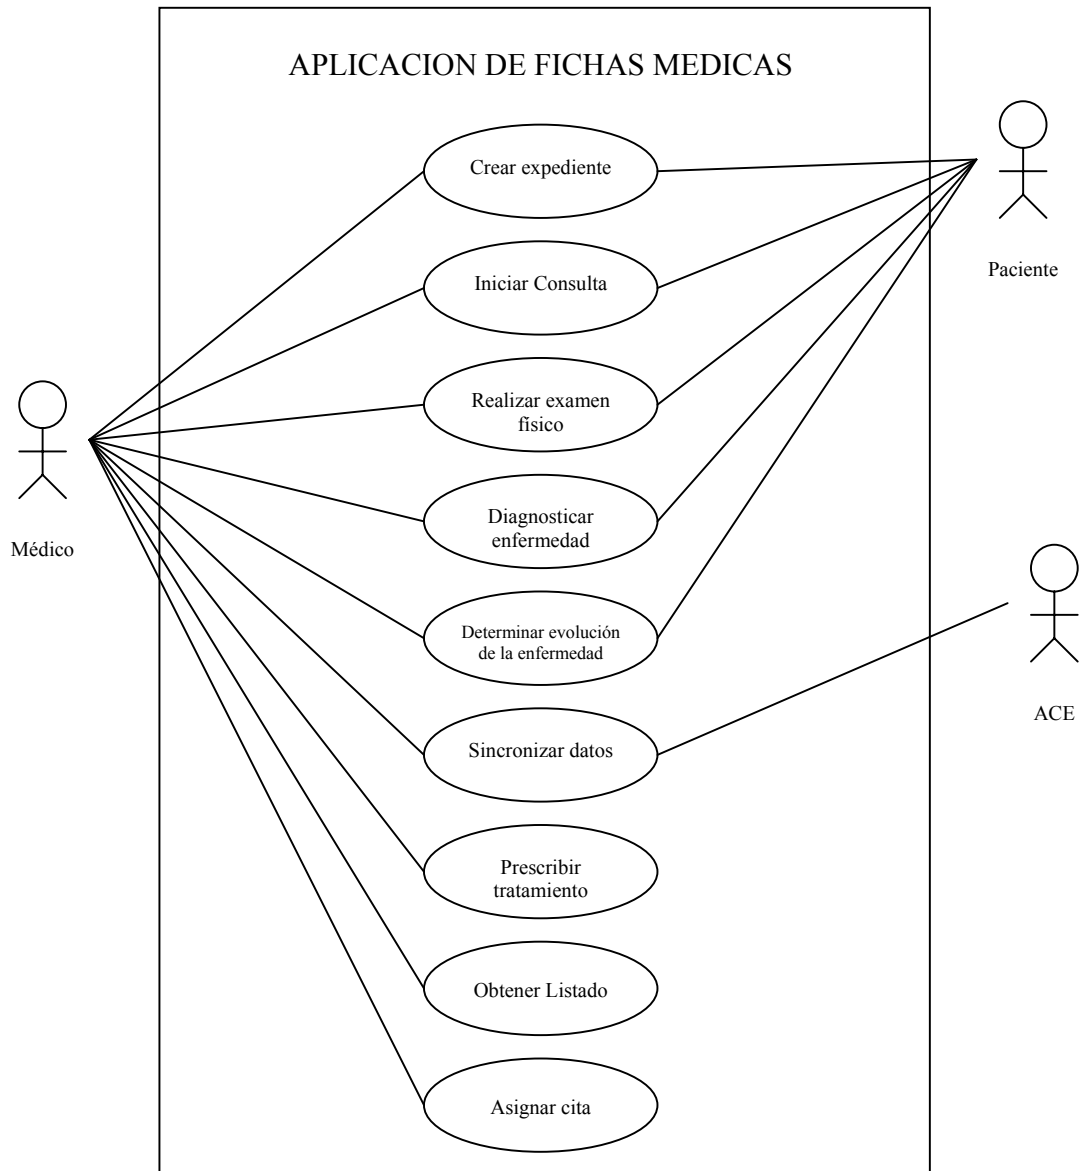 APLICACION DE FICHAS MEDICAS
Crear expediente
Paciente
Iniciar Consulta
Realizar examen
físico
Médico
Diagnosticar
enfermedad
Determinar evolución
de la enfermedad
ACE
Sincronizar datos
Prescribir
tratamiento
Obtener Listado
Asignar cita